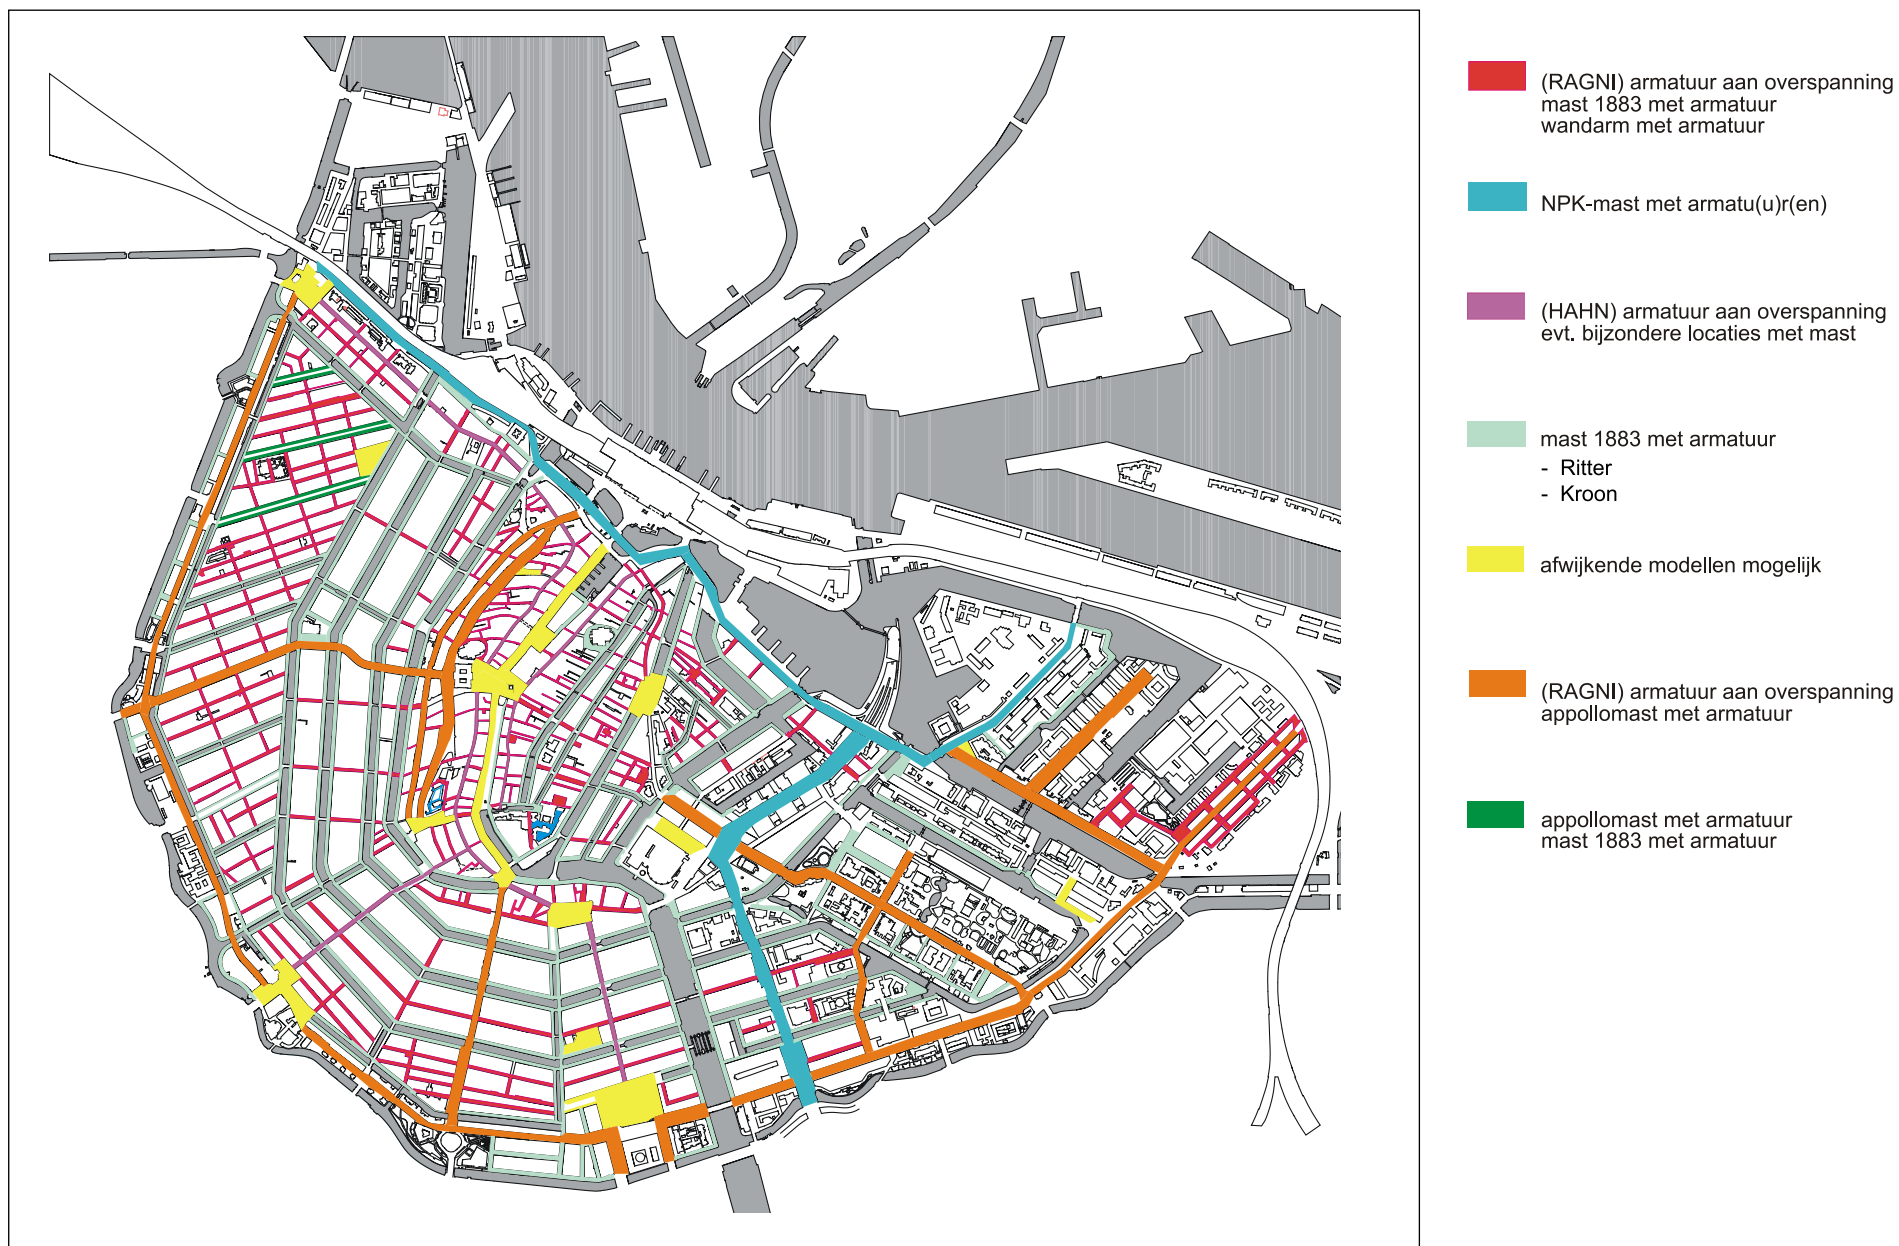 (RAGNI) armatuur aan overspanning
mast 1883 met armatuur
wandarm met armatuur
NPK-mast met armatu(u)r(en)
(HAHN) armatuur aan overspanning
evt. bijzondere locaties met mast
mast 1883 met armatuur
- Ritter
- Kroon
afwijkende modellen mogelijk
(RAGNI) armatuur aan overspanning
appollomast met armatuur
appollomast met armatuur
mast 1883 met armatuur